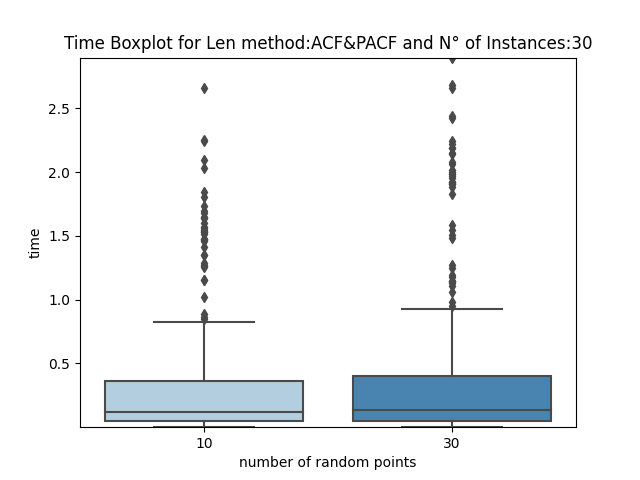 Time Boxplot for Len method:ACF&PACF and N° of Instances:30
2.5
2.0
1.5
1.0
0.5
time
10 30
number of random points